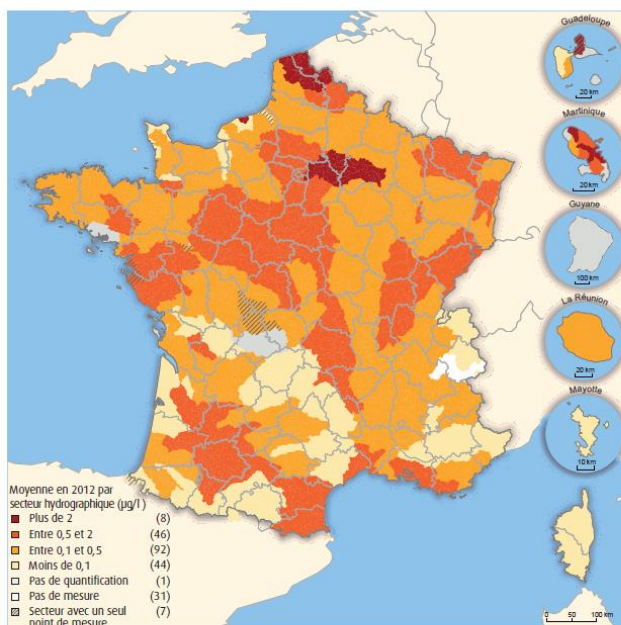 Guadeloupe
20 km
Martinique
20 km
Guyane
100 km
La Réunion
20 km
Mayotte
10 km
Moyenne en 2012 par
secteur hydrographique (µg/l )
Plus de 2 (8)
Entre 0,5 et 2 (46)
Entre 0,1 et 0,5 (92)
Moins de 0,1 (44)
Pas de quantification (1)
Pas de mesure (31)
Secteur avec un seul (7)
point de mesure
0 50 100 km